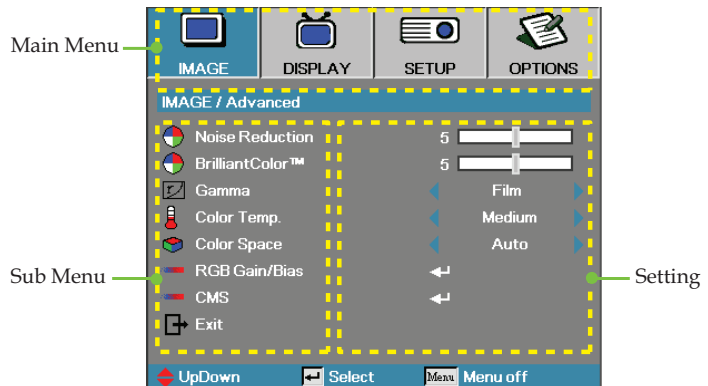 Main Menu
IMAGE DISPLAY SETUP OPTIONS
IMAGE / Advanced
Noise Reduction 5
BrilliantColor™ 5
Gamma Film
Color Temp. Medium
Color Space Auto
Sub Menu RGB Gain/Bias Setting
CMS
Exit
UpDown Select Menu Menu off